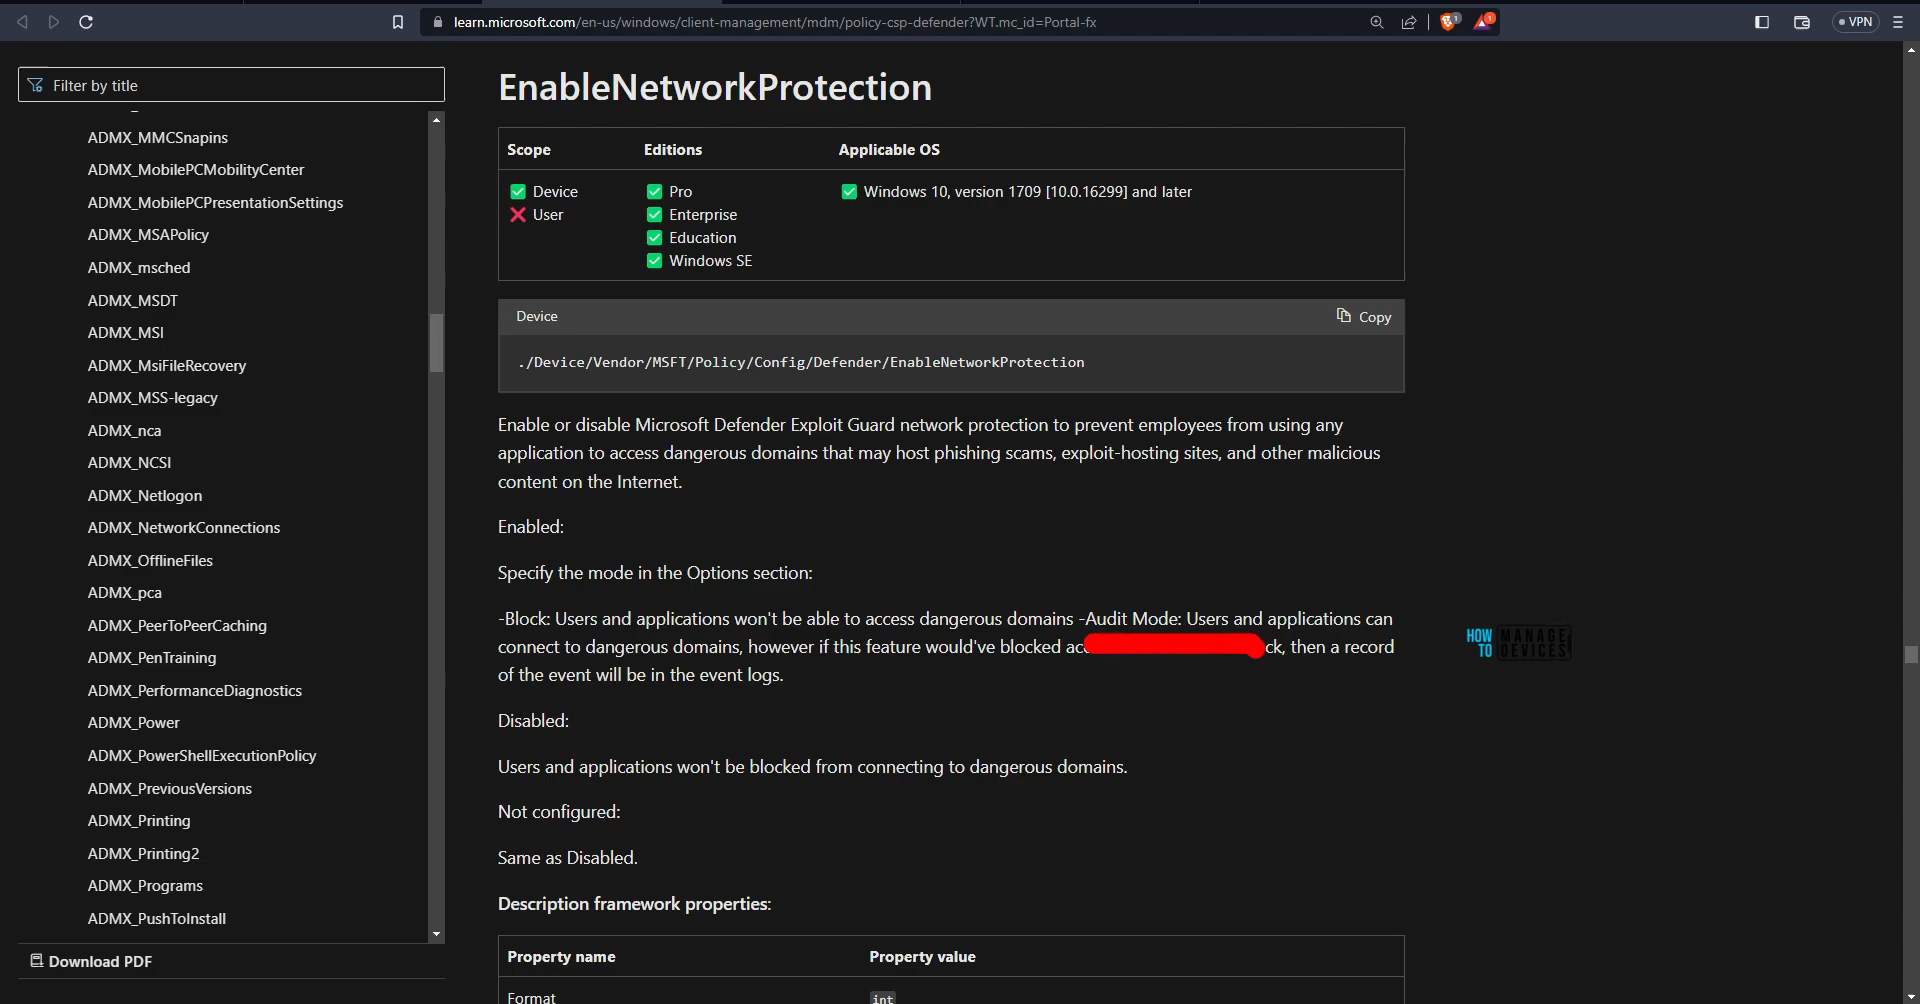 learn.microsoft.com/en-us/windows/client-management/mdm/policy-csp-defender?WT.mc_id=Portal-fx
1
1
VPN
Filter by title
ADMX_MMCSnapins
ADMX_MobilePCMobilityCenter
ADMX_MobilePCPresentationSettings
ADMX_MSAPolicy
ADMX_msched
ADMX_MSDT
ADMX_MSI
ADMX_MsiFileRecovery
ADMX_MSS-legacy
ADMX_nca
ADMX_NCSI
ADMX_Netlogon
ADMX_NetworkConnections
ADMX_OfflineFiles
ADMX_pca
ADMX_PeerToPeerCaching
ADMX_PenTraining
ADMX_PerformanceDiagnostics
ADMX_Power
ADMX_PowerShellExecutionPolicy
ADMX_PreviousVersions
ADMX_Printing
ADMX_Printing2
ADMX_Programs
ADMX_PushToInstall
Download PDF
EnableNetworkProtection
Scope Editions Applicable OS
Device Pro Windows 10, version 1709 [10.0.16299] and later
User Enterprise
Education
Windows SE
Device Copy
./Device/Vendor/MSFT/Policy/Config/Defender/EnableNetworkProtection
Enable or disable Microsoft Defender Exploit Guard network protection to prevent employees from using any
application to access dangerous domains that may host phishing scams, exploit-hosting sites, and other malicious
content on the Internet.
Enabled:
Specify the mode in the Options section:
-Block: Users and applications won't be able to access dangerous domains -Audit Mode: Users and applications can
connect to dangerous domains, however if this feature would've blocked ck, then a record
of the event will be in the event logs.
Disabled:
Users and applications won't be blocked from connecting to dangerous domains.
Not configured:
Same as Disabled.
Description framework properties:
Property name Property value
Format int
HOW
TO
MANAGE
DEVICES